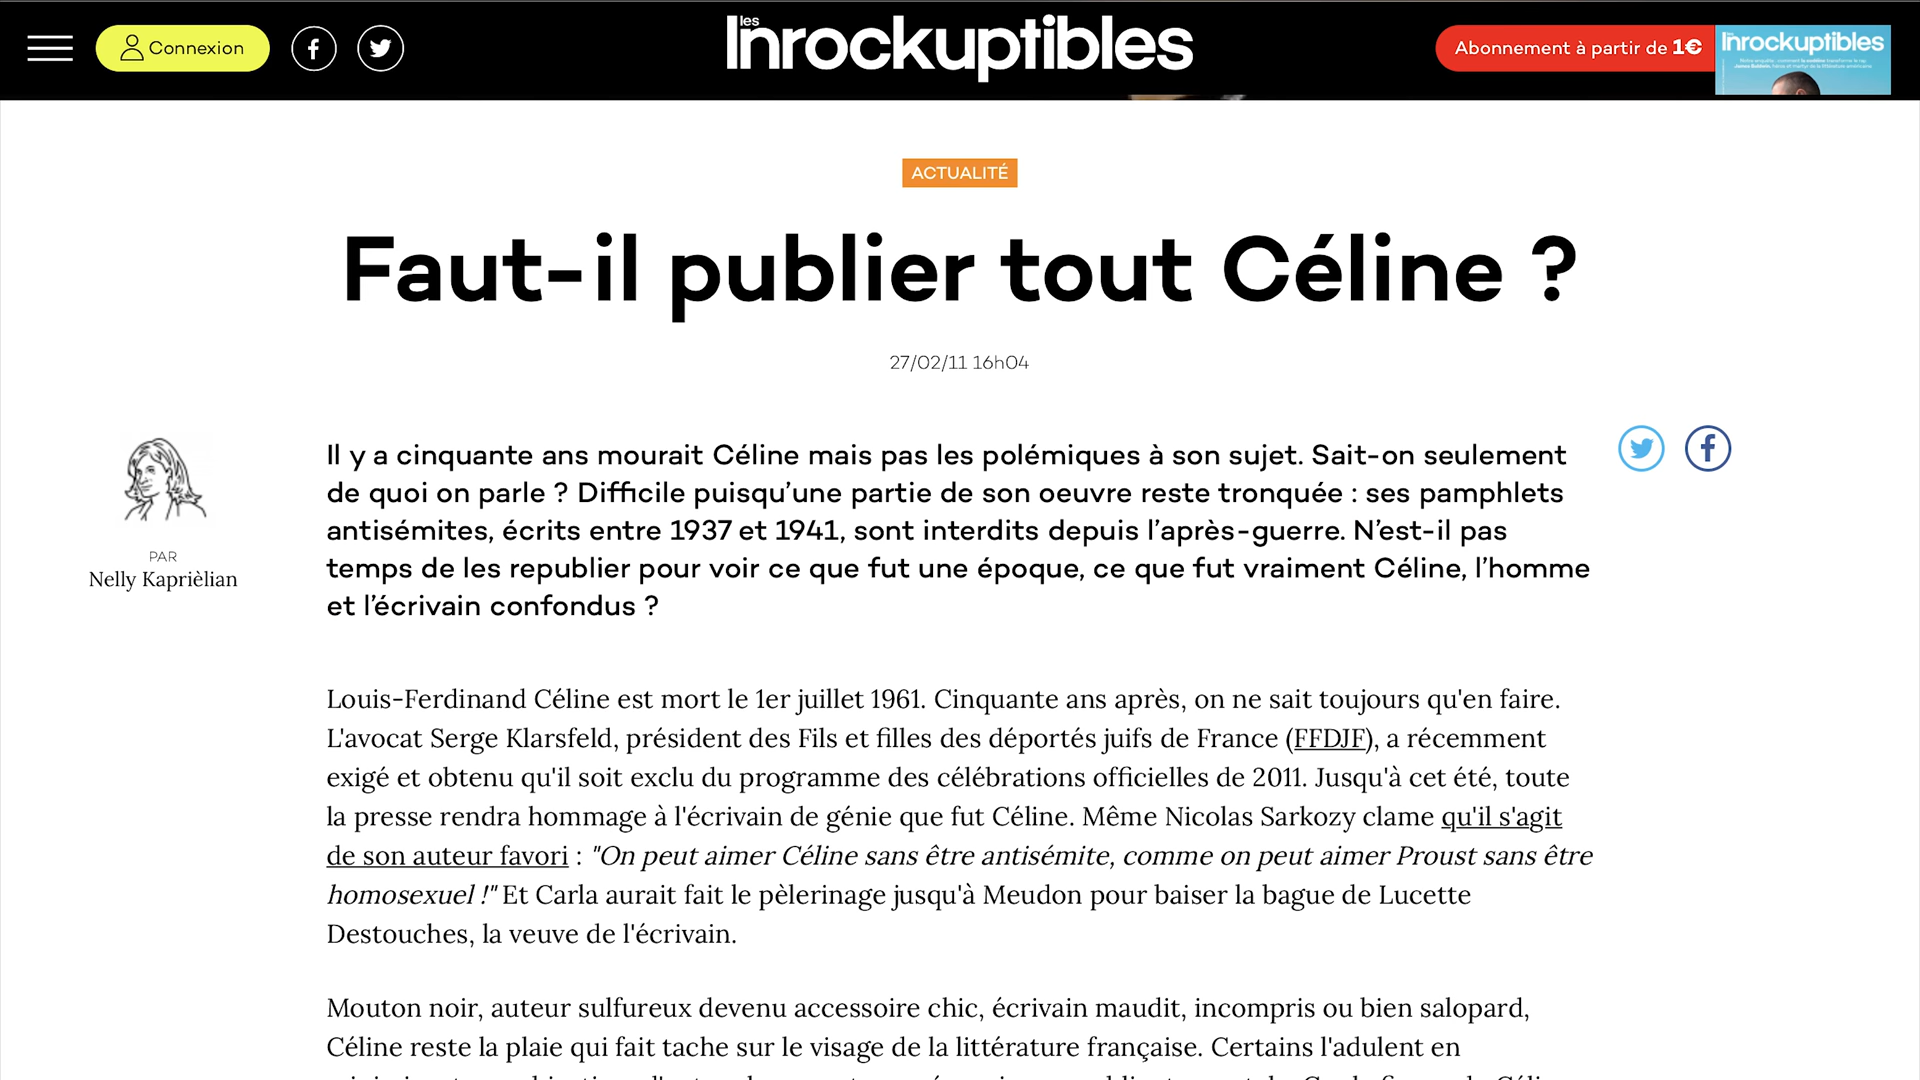 Connexion
les
Inrockuptibles
Abonnement à partir de 1€
Inrockuptibles
ACTUALITÉ
Faut-il publier tout Céline ?
27/02/11 16h04
PAR
Nelly Kaprièlian
Il y a cinquante ans mourait Céline mais pas les polémiques à son sujet. Sait-on seulement
de quoi on parle ? Difficile puisqu’une partie de son oeuvre reste tronquée : ses pamphlets
antisémites, écrits entre 1937 et 1941, sont interdits depuis l’après-guerre. N’est-il pas
temps de les republier pour voir ce que fut une époque, ce que fut vraiment Céline, l’homme
et l’écrivain confondus ?
Louis-Ferdinand Céline est mort le 1er juillet 1961. Cinquante ans après, on ne sait toujours qu'en faire.
L'avocat Serge Klarsfeld, président des Fils et filles des déportés juifs de France (FFDJF), a récemment
exigé et obtenu qu'il soit exclu du programme des célébrations officielles de 2011. Jusqu'à cet été, toute
la presse rendra hommage à l'écrivain de génie que fut Céline. Même Nicolas Sarkozy clame qu'il s'agit
de son auteur favori : "On peut aimer Céline sans être antisémite, comme on peut aimer Proust sans être
homosexuel !" Et Carla aurait fait le pèlerinage jusqu'à Meudon pour baiser la bague de Lucette
Destouches, la veuve de l'écrivain.
Mouton noir, auteur sulfureux devenu accessoire chic, écrivain maudit, incompris ou bien salopard,
Céline reste la plaie qui fait tache sur le visage de la littérature française. Certains l'adulent en